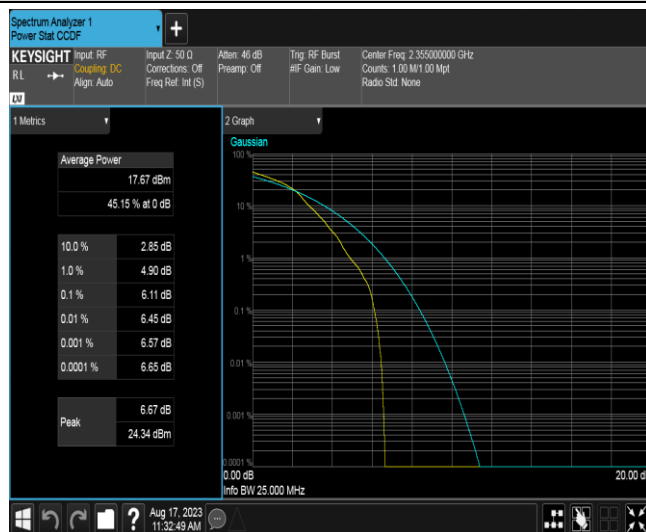 Spectrum Analyzer 1
Power Stat CCDF
KEYSIGHT
RL
LXI
Input: RF
Coupling: DC
Align: Auto
Input Z: 50 Ω
Corrections: Off
Freq Ref: Int (S)
Atten: 46 dB
Preamp: Off
Trig: RF Burst
#IF Gain: Low
Center Freq: 2.355000000 GHz
Counts: 1.00 M/1.00 Mpt
Radio Std: None
1 Metrics
Average Power
17.67 dBm
45.15 % at 0 dB
10.0 % 2.85 dB
1.0 % 4.90 dB
0.1 % 6.11 dB
0.01 % 6.45 dB
0.001 % 6.57 dB
0.0001 % 6.65 dB
Peak
6.67 dB
24.34 dBm
2 Graph
Gaussian
100 %
10 %
1 %
0.1 %
0.01 %
0.001 %
0.0001 %
0.00 dB
20.00 d
Info BW 25.000 MHz
?
Aug 17, 2023
11:32:49 AM